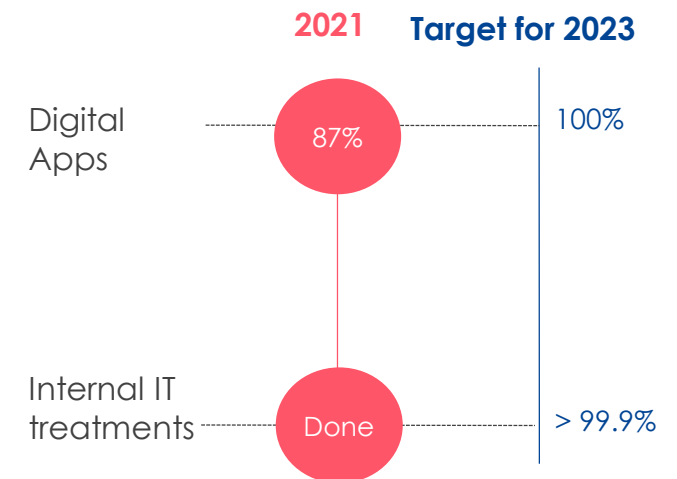 2021 Target for 2023
Digital
Apps
87%
100%
Internal IT
treatments
Done
> 99.9%